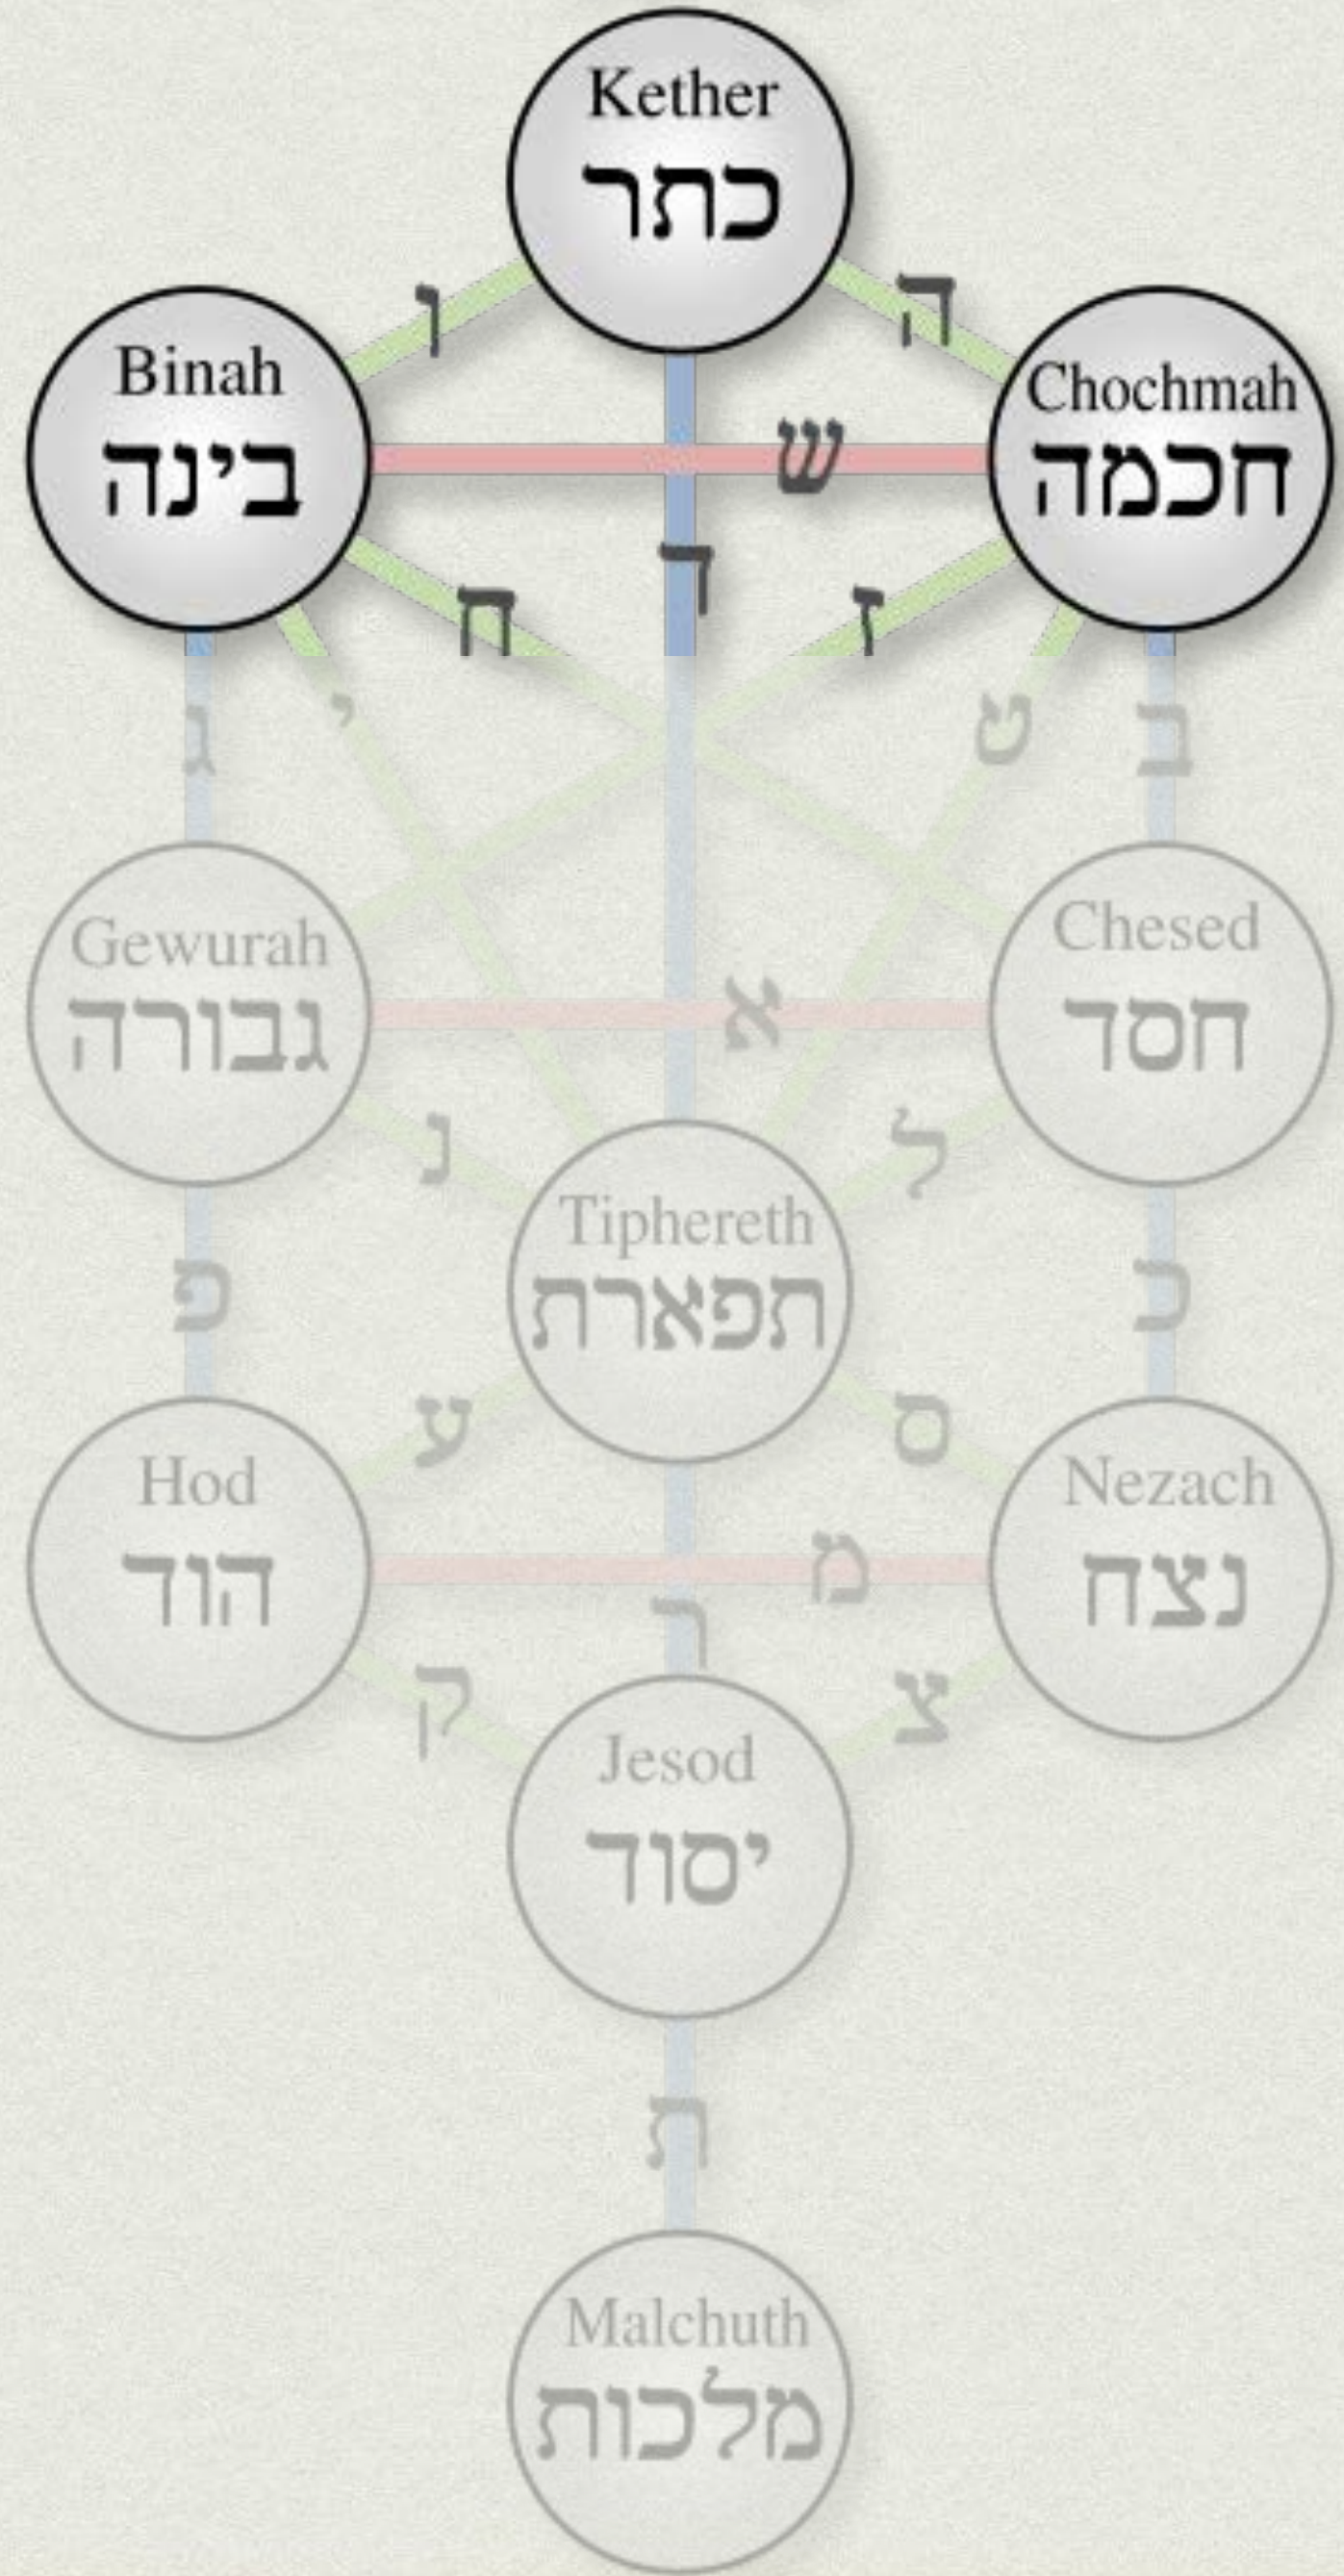 Kether
כתר
ו
ה
Binah
בינה
Chochmah
חכמה
ש
ד
ח
ז
ג
י
ט
ב
Gewurah
גבורה
Chesed
חסד
א
נ
ל
Tiphereth
תפארת
פ
כ
ע
ס
Hod
הוד
Nezach
נצח
מ
ר
ק
צ
Jesod
יסוד
ת
Malchuth
מלכות